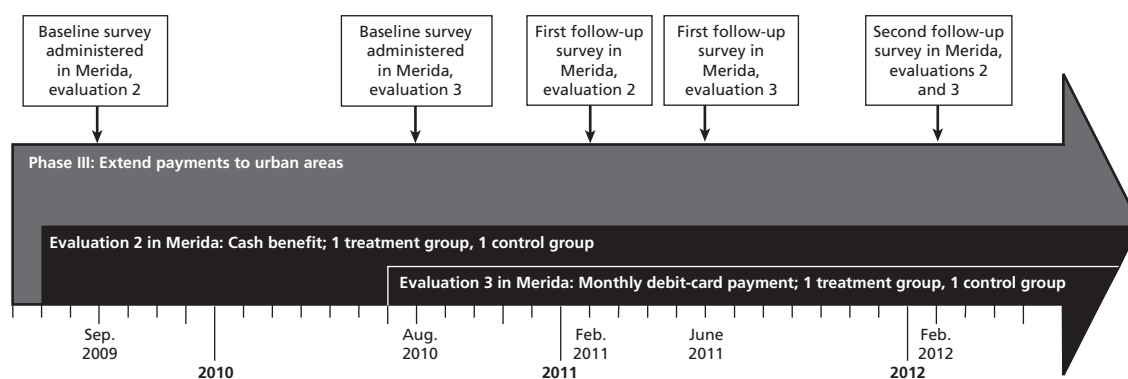 Baseline survey
administered
in Merida,
evaluation 2
Baseline survey
administered
in Merida,
evaluation 3
First follow-up
survey in
Merida,
evaluation 2
First follow-up
survey in
Merida,
evaluation 3
Second follow-up
survey in Merida,
evaluations 2
and 3
Phase III: Extend payments to urban areas
Evaluation 2 in Merida: Cash benefit; 1 treatment group, 1 control group
Evaluation 3 in Merida: Monthly debit-card payment; 1 treatment group, 1 control group
Sep.
2009
2010
Aug.
2010
2011
Feb.
2011
June
2011
2012
Feb.
2012